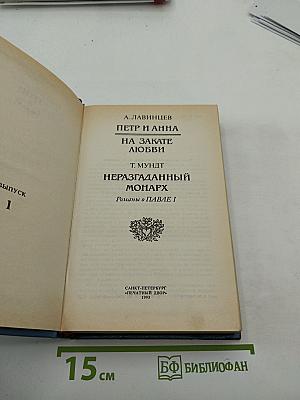 ВЫПУСК
1
А. ЛАВИНЦЕВ
ПЕТР И АННА
НА ЗАКАТЕ
ЛЮБВИ
Т. МУНДТ
НЕРАЗГАДАННЫЙ
МОНАРХ
Романы о ПАВЛЕ I
САНКТ-ПЕТЕРБУРГ
«ПЕЧАТНЫЙ ДВОР»
1993
15 см
БФ БИБЛИОФАН